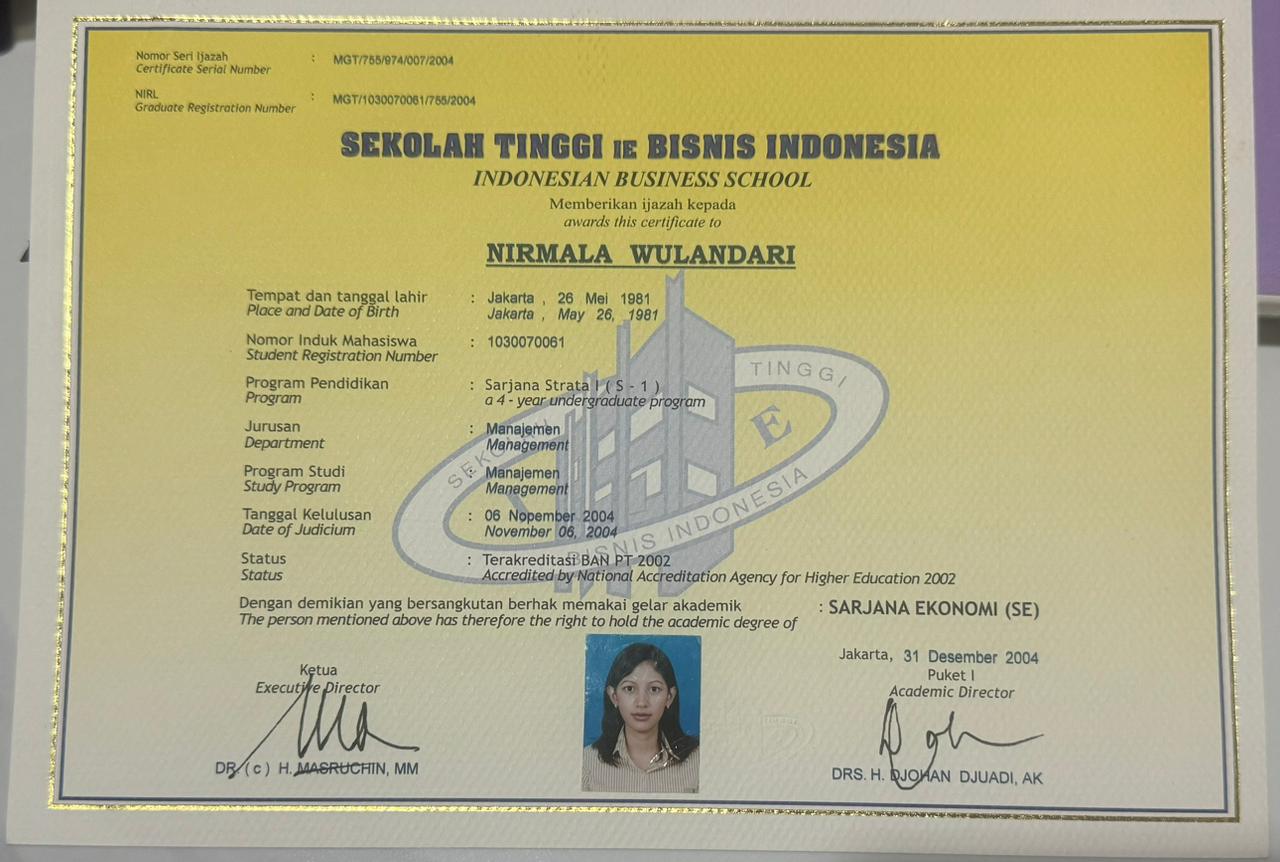 Nomor Seri Ijazah : MGT/755/974/007/2004
Certificate Serial Number
NIRL : MGT/1030070061/755/2004
Graduate Registration Number
SEKOLAH TINGGI IE BISNIS INDONESIA
INDONESIAN BUSINESS SCHOOL
Memberikan ijazah kepada
awards this certificate to
NIRMALA WULANDARI
Tempat dan tanggal lahir : Jakarta , 26 Mei 1981
Place and Date of Birth Jakarta , May 26, 1981
Nomor Induk Mahasiswa : 1030070061
Student Registration Number
Program Pendidikan : Sarjana Strata I ( S - 1 )
Program a 4 - year undergraduate program
Jurusan : Manajemen
Department Management
Program Studi : Manajemen
Study Program Management
Tanggal Kelulusan : 06 Nopember 2004
Date of Judicium November 06, 2004
Status : Terakreditasi BAN PT 2002
Status Accredited by National Accreditation Agency for Higher Education 2002
SEKOLAH TINGGI
E
BISNIS INDONESIA
Dengan demikian yang bersangkutan berhak memakai gelar akademik : SARJANA EKONOMI (SE)
The person mentioned above has therefore the right to hold the academic degree of
Jakarta, 31 Desember 2004
Ketua Puket I
Executive Director Academic Director
DR. (c) H. MASRUCHIN, MM DRS. H. DJOHAN DJUADI, AK